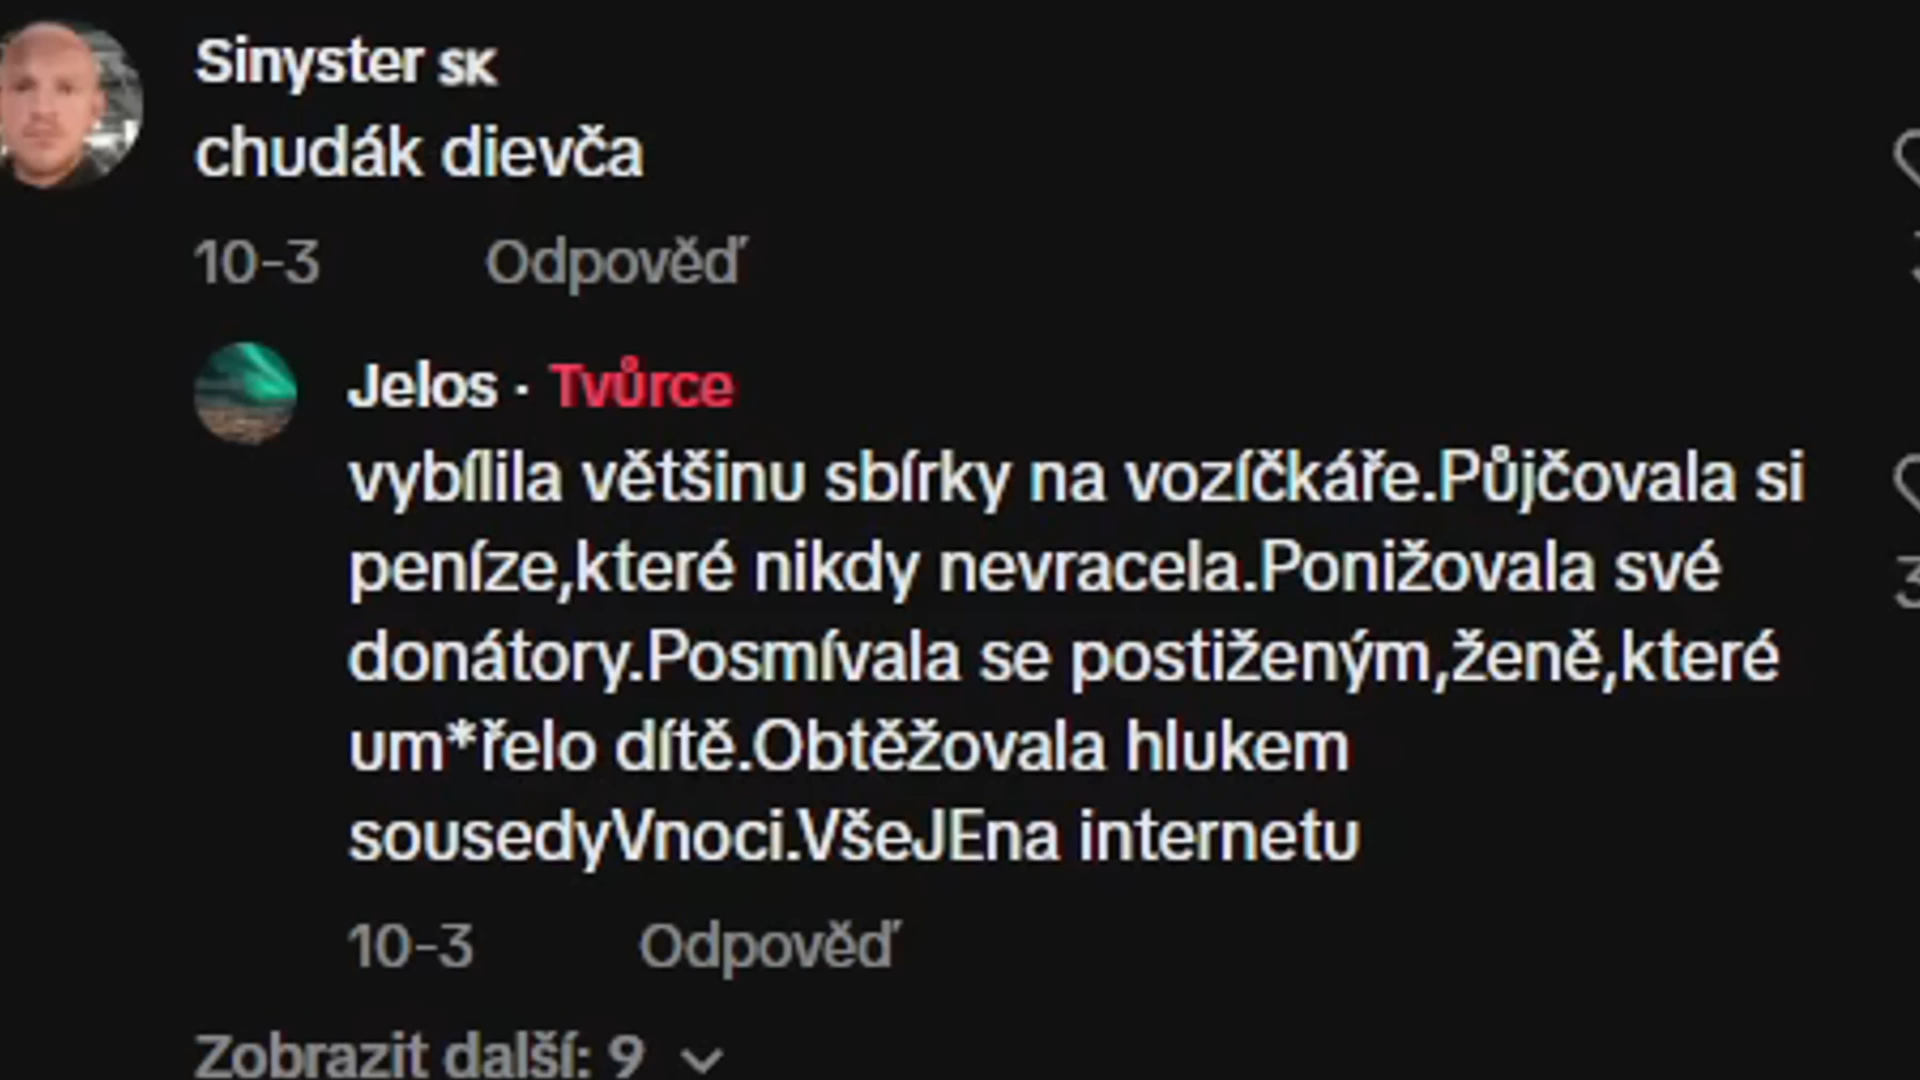 Sinyster SK
chudák dievča
10-3 Odpověď
Jelos · Tvůrce
vybílila většinu sbírky na vozíčkáře.Půjčovala si
peníze,které nikdy nevracela.Ponižovala své
donátory.Posmívala se postiženým,ženě,které
um*řelo dítě.Obtěžovala hlukem
sousedyVnoci.VšeJEna internetu
10-3 Odpověď
Zobrazit další: 9